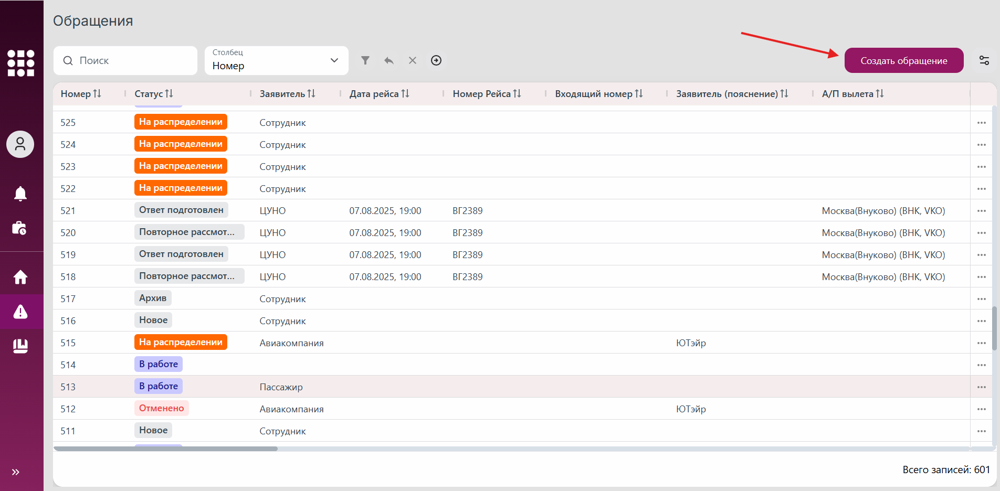 Обращения
Поиск
Столбец
Номер
Создать обращение
Номер Статус Заявитель Дата рейса Номер Рейса Входящий номер Заявитель (пояснение) А/П вылета
525 На распределении Сотрудник
524 На распределении Сотрудник
523 На распределении Сотрудник
522 На распределении Сотрудник
521 Ответ подготовлен ЦУНО 07.08.2025, 19:00 ВГ2389 Москва(Внуково) (ВНК, VKO)
520 Повторное рассмот... ЦУНО 07.08.2025, 19:00 ВГ2389 Москва(Внуково) (ВНК, VKO)
519 Ответ подготовлен ЦУНО 07.08.2025, 19:00 ВГ2389 Москва(Внуково) (ВНК, VKO)
518 Повторное рассмот... ЦУНО 07.08.2025, 19:00 ВГ2389 Москва(Внуково) (ВНК, VKO)
517 Архив Сотрудник
516 Новое Сотрудник
515 На распределении Авиакомпания ЮТэйр
514 В работе
513 В работе Пассажир
512 Отменено Авиакомпания ЮТэйр
511 Новое Сотрудник
Всего записей: 601